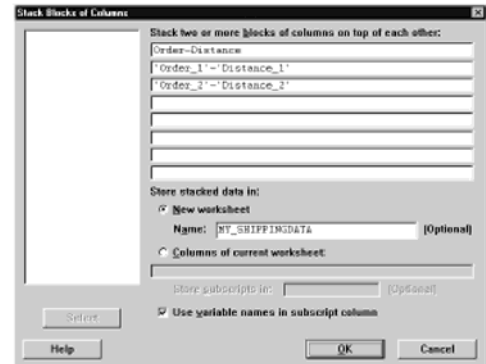 Stack Blocks of Columns
Stack two or more blocks of columns on top of each other:
Order-Distance
'Order_1'-'Distance_1'
'Order_2'-'Distance_2'
Store stacked data in:
New worksheet
Name: MY_SHIPPINGDATA (Optional)
Columns of current worksheet:
Store subscripts in: (Optional)
Select
Use variable names in subscript column
Help OK Cancel